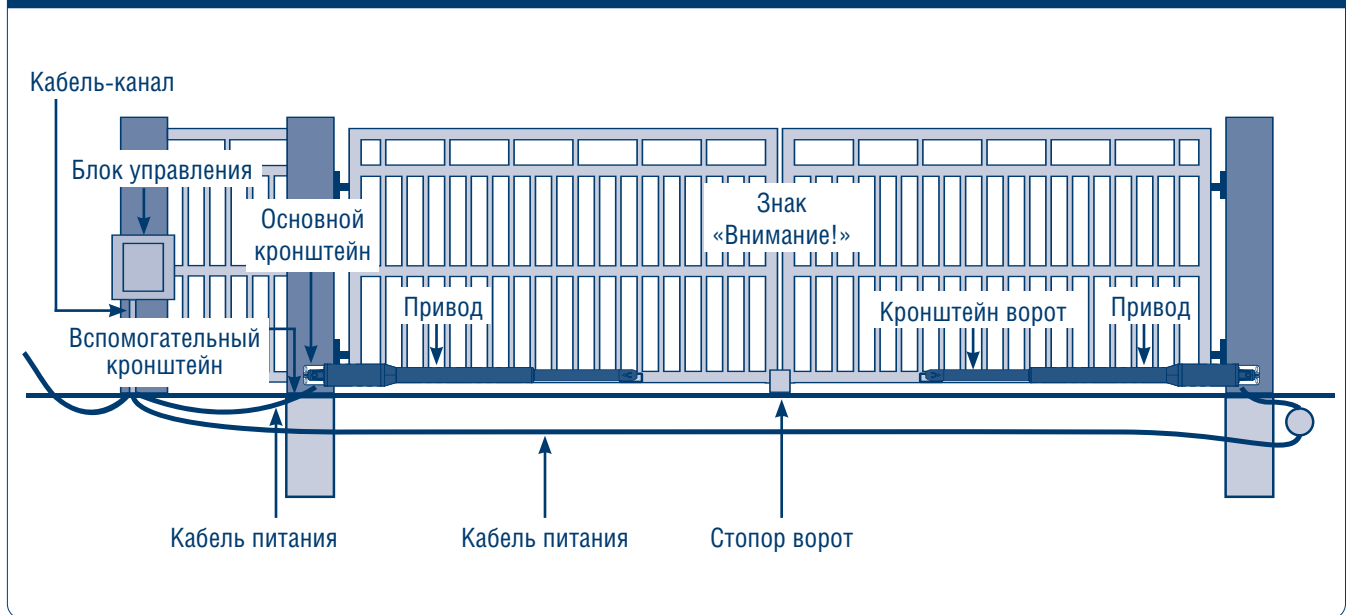 Кабель-канал
Блок управления
Основной
кронштейн
Знак
«Внимание!»
Привод
Кронштейн ворот
Привод
Вспомогательный
кронштейн
Кабель питания
Кабель питания
Стопор ворот